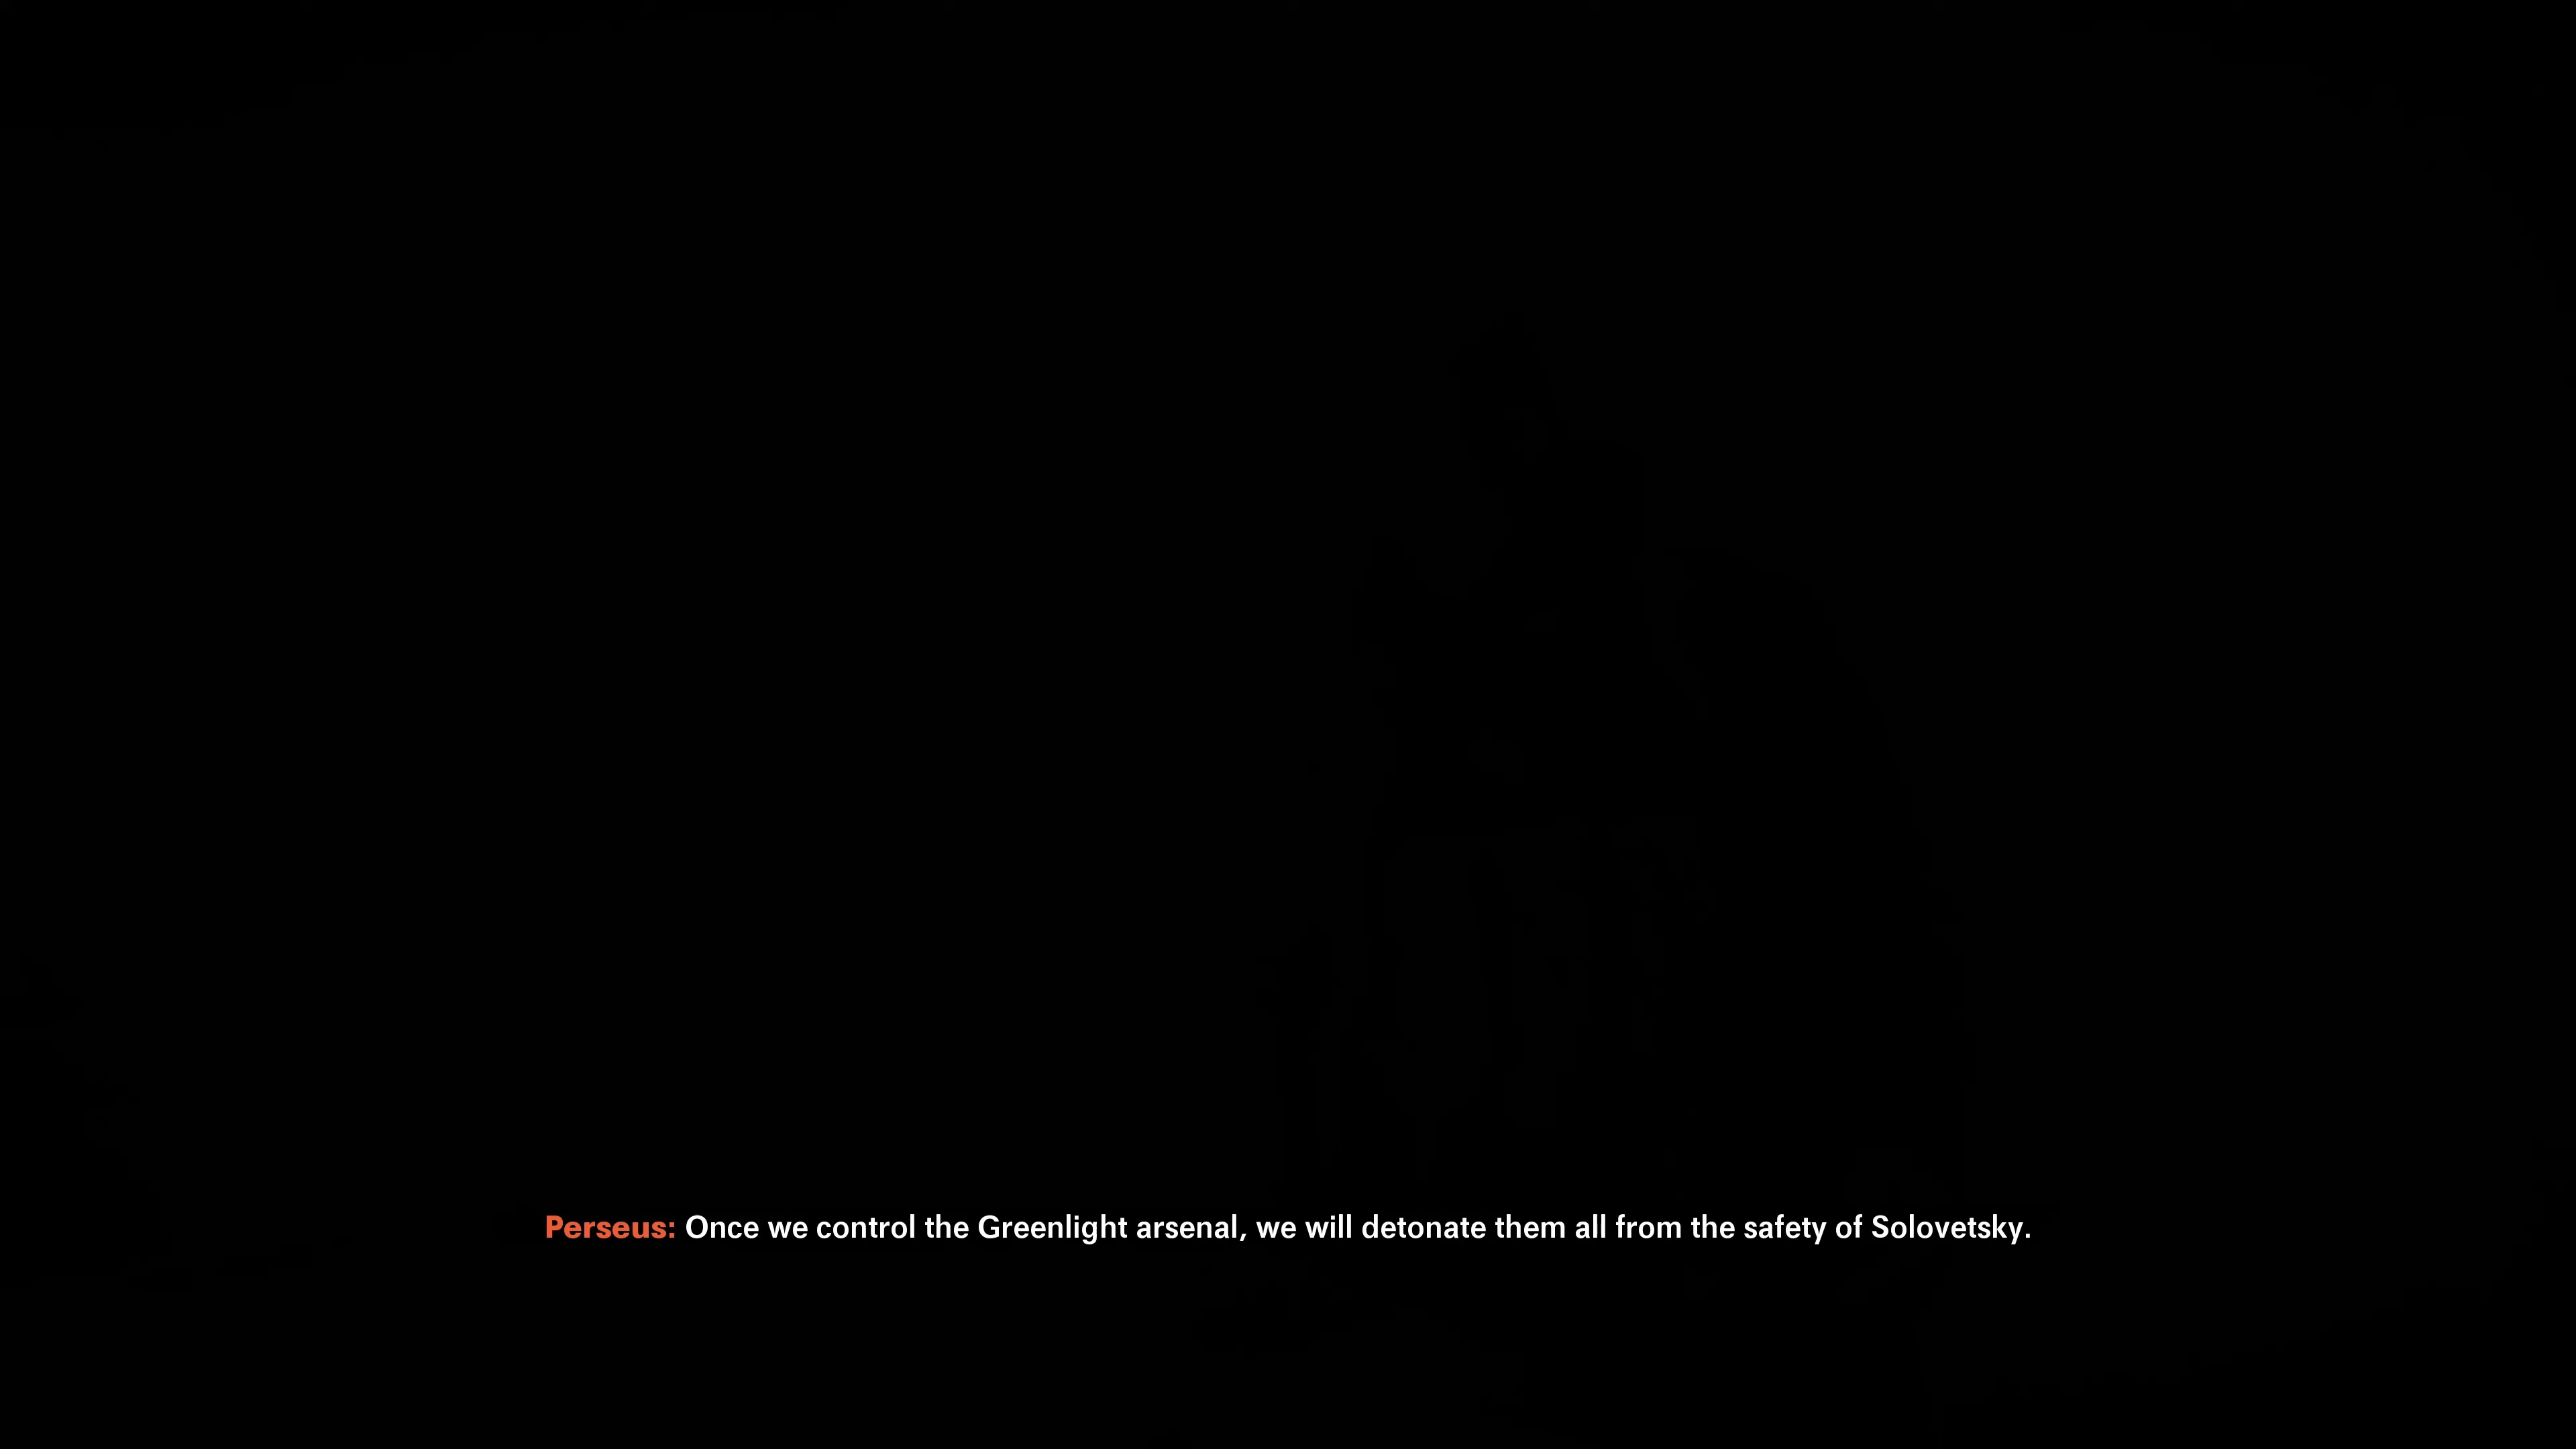 Perseus: Once we control the Greenlight arsenal, we will detonate them all from the safety of Solovetsky.